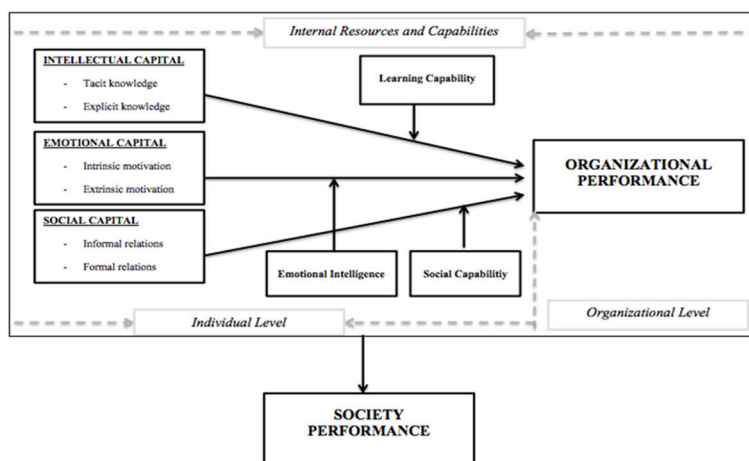 Internal Resources and Capabilities
INTELLECTUAL CAPITAL
- Tacit knowledge
- Explicit knowledge
Learning Capability
EMOTIONAL CAPITAL
- Intrinsic motivation
- Extrinsic motivation
ORGANIZATIONAL
PERFORMANCE
SOCIAL CAPITAL
- Informal relations
- Formal relations
Emotional Intelligence
Social Capabilitiy
Individual Level
Organizational Level
SOCIETY
PERFORMANCE